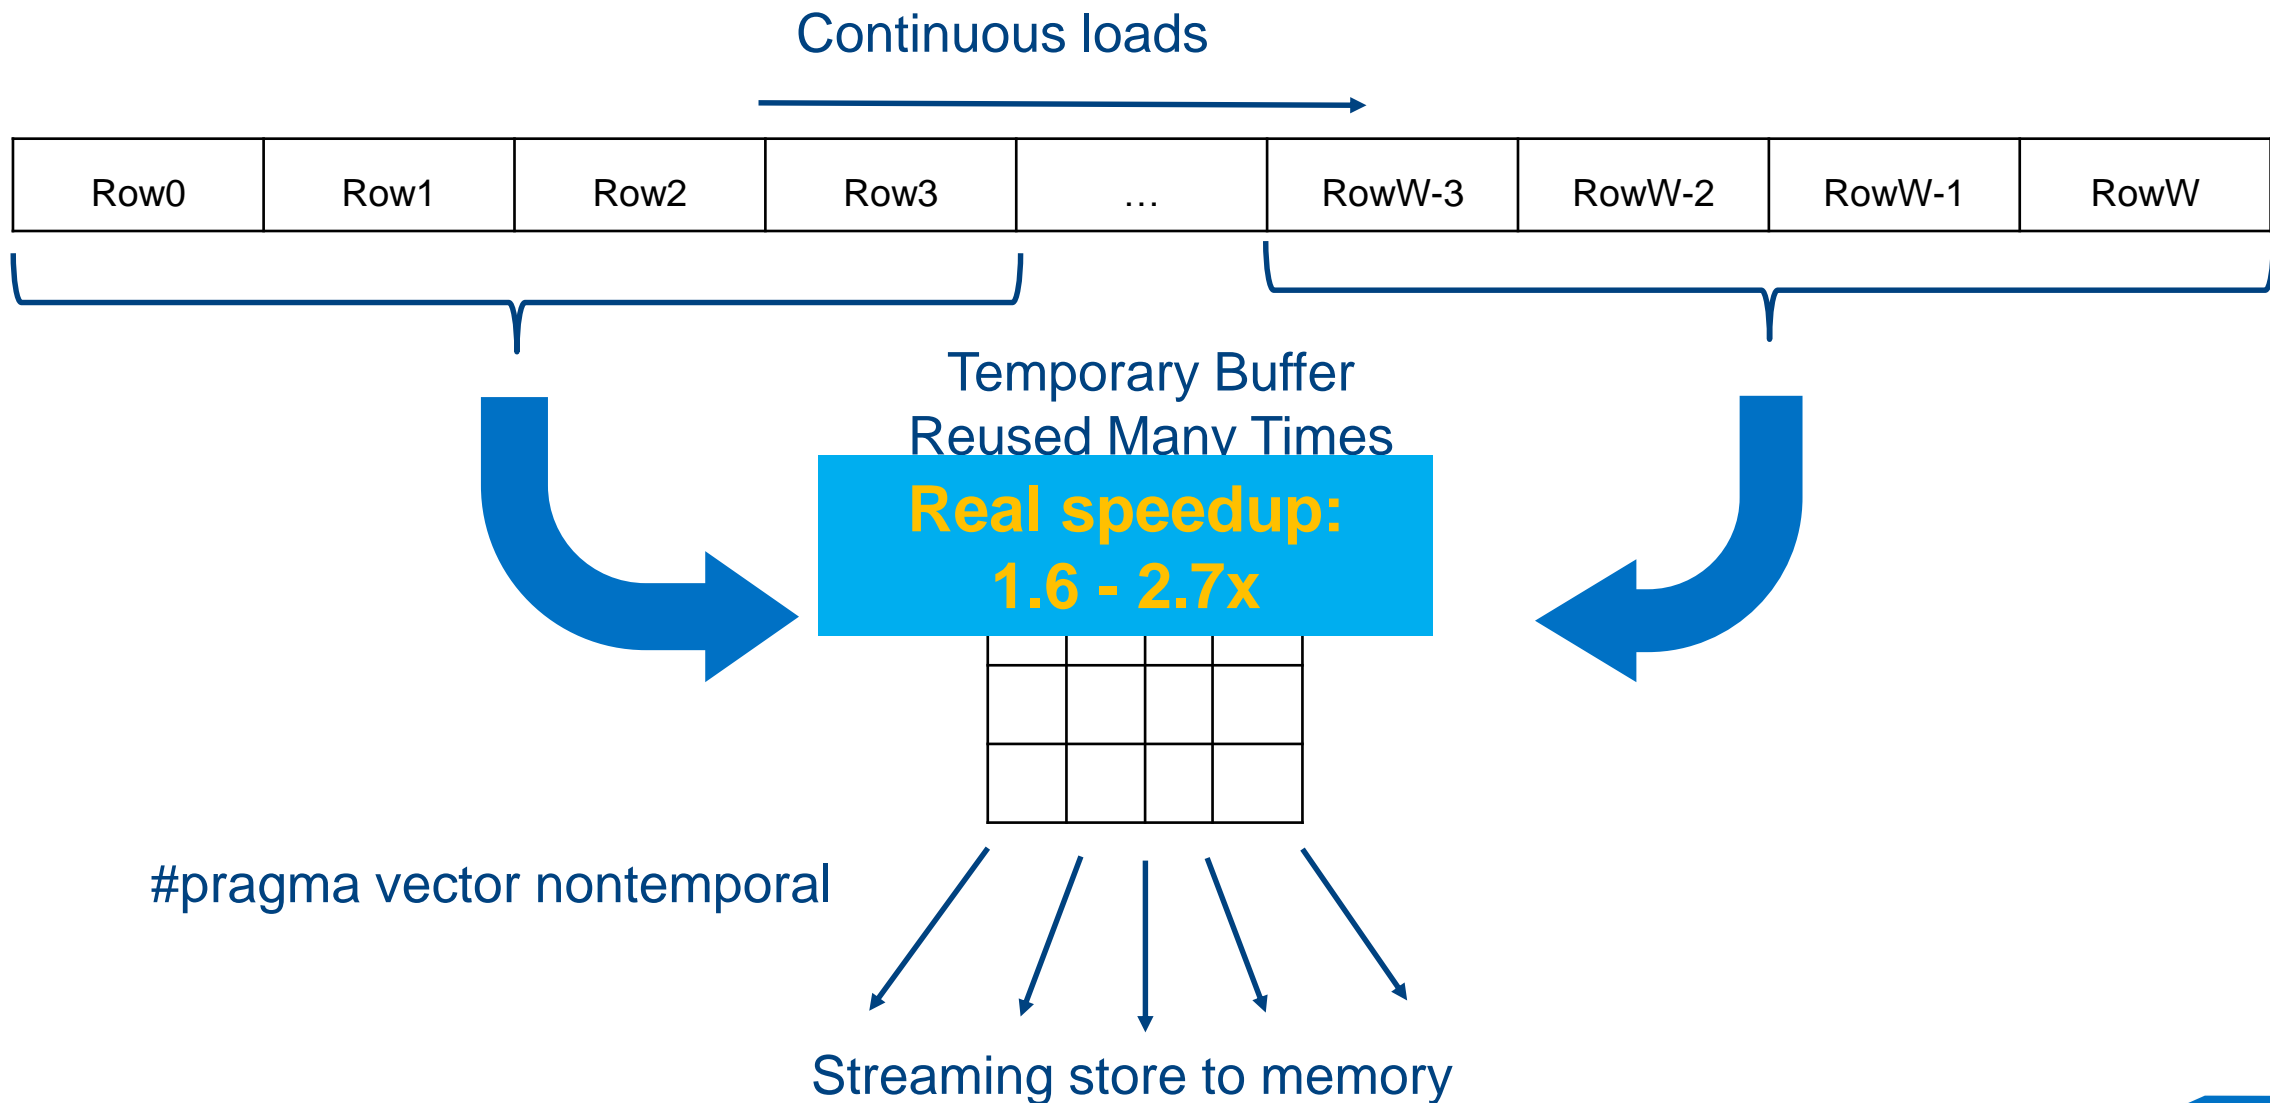 Continuous loads
Row0 Row1 Row2 Row3 … RowW-3 RowW-2 RowW-1 RowW
Temporary Buffer
Reused Many Times
Real speedup:
1.6 - 2.7x
#pragma vector nontemporal
Streaming store to memory